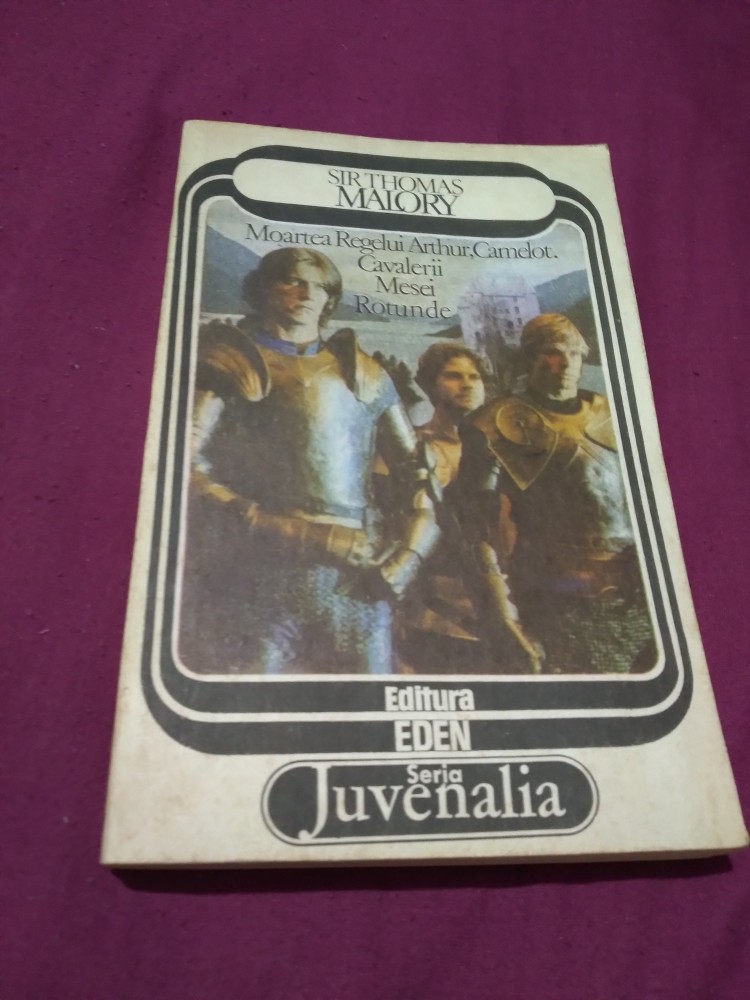 SIR THOMAS
MALORY
Moartea Regelui Arthur, Camelot.
Cavalerii
Mesei
Rotunde
Editura
EDEN
Seria
Juvenalia